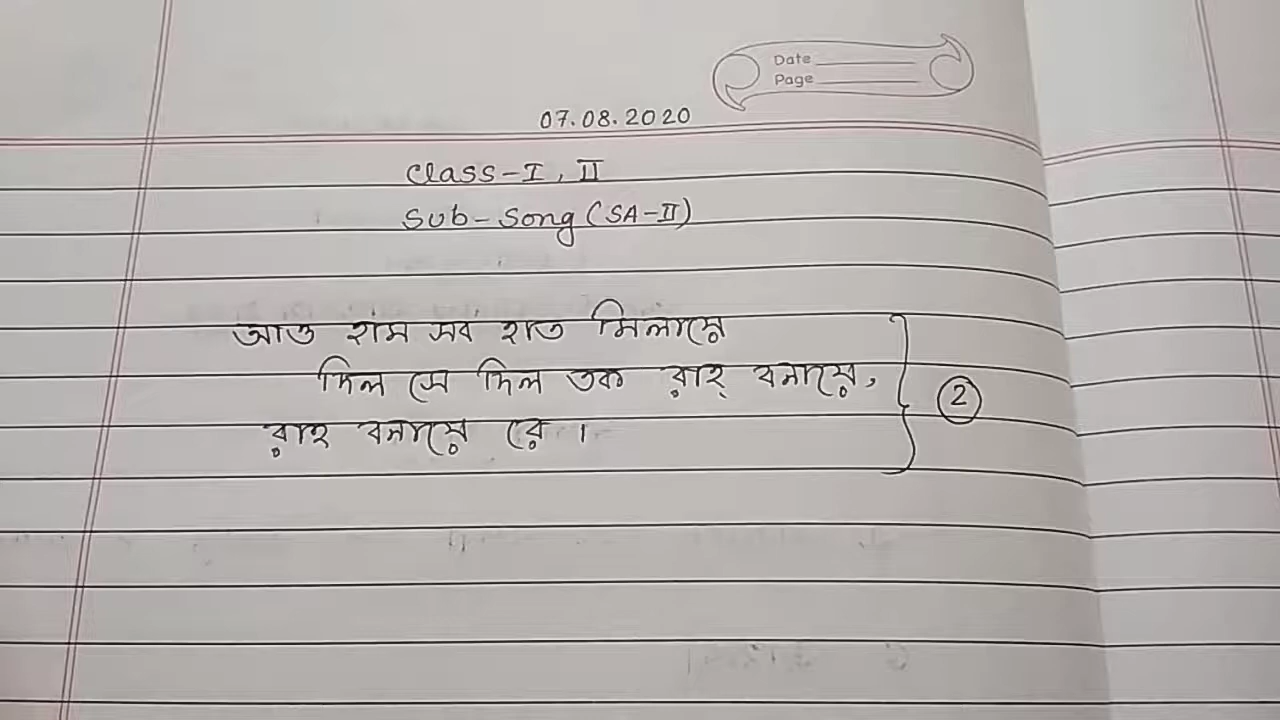 Date
Page
07.08.2020
Class-I, II
Sub-Song (SA-II)
আও হাম সব হাত মিলায়ে
দিল সে দিল তক রাহ্ বনায়ে,
রাহ বনায়ে রে।
2